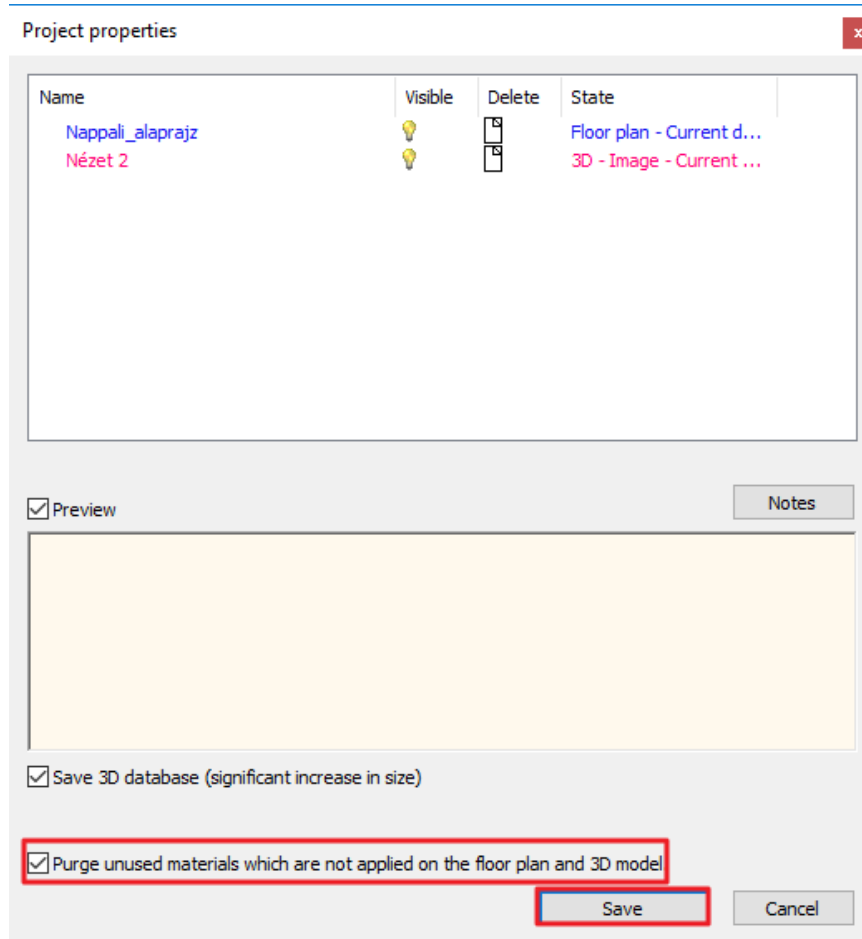 Project properties
x
Name Visible Delete State
Nappali_alaprajz Floor plan - Current d...
Nézet 2 3D - Image - Current ...
Preview
Notes
Save 3D database (significant increase in size)
Purge unused materials which are not applied on the floor plan and 3D model
Save Cancel